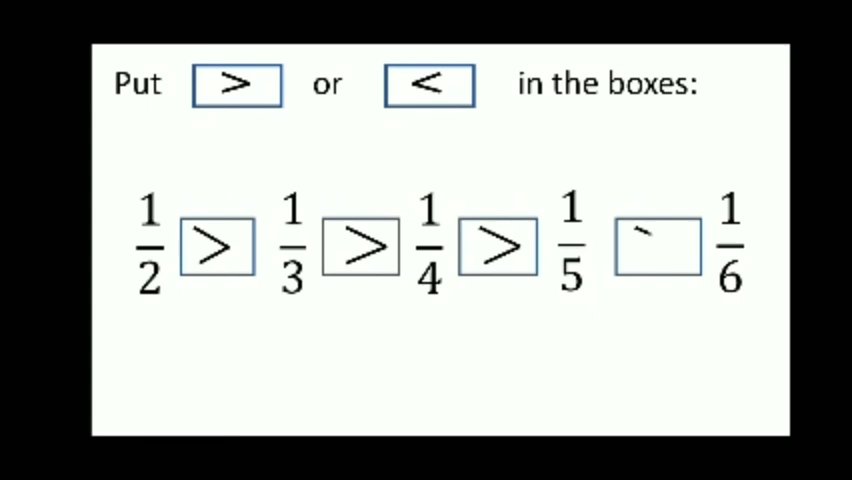 Put > or < in the boxes:
1/2 > 1/3 > 1/4 > 1/5 1/6